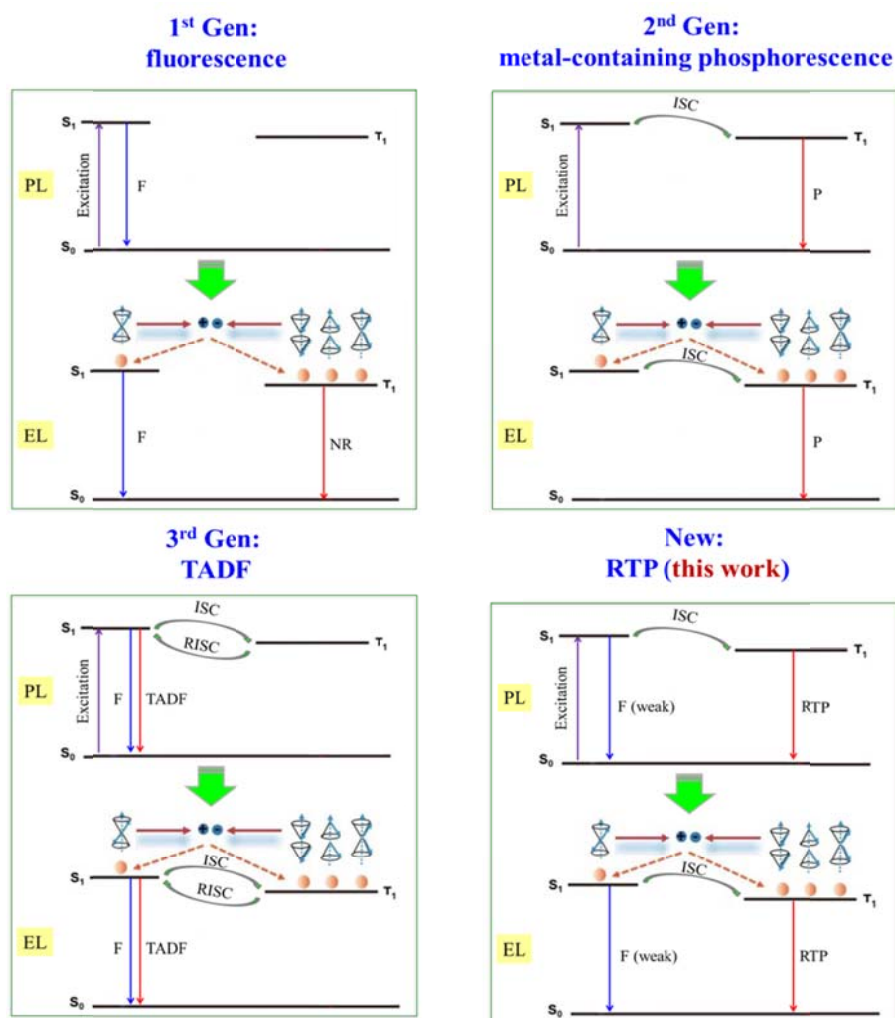 1st Gen:
fluorescence
S1
T1
PL
Excitation
F
S0
S1
T1
EL
F
NR
S0
2nd Gen:
metal-containing phosphorescence
ISC
S1
T1
PL
Excitation
P
S0
ISC
S1
T1
EL
P
S0
3rd Gen:
TADF
ISC
S1
RISC
T1
PL
Excitation
F
TADF
S0
ISC
S1
RISC
T1
EL
F
TADF
S0
New:
RTP (this work)
ISC
S1
T1
PL
Excitation
F (weak)
RTP
S0
ISC
S1
T1
EL
F (weak)
RTP
S0